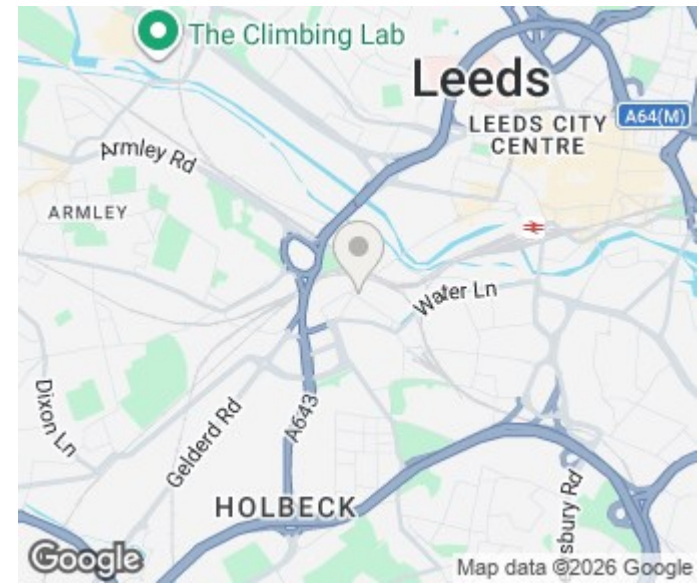 The Climbing Lab
Leeds
A64(M)
LEEDS CITY
CENTRE
Armley Rd
ARMLEY
Water Ln
Dixon Ln
Gelderd Rd
A643
HOLBECK
sbury Rd
Google
Map data ©2026 Google